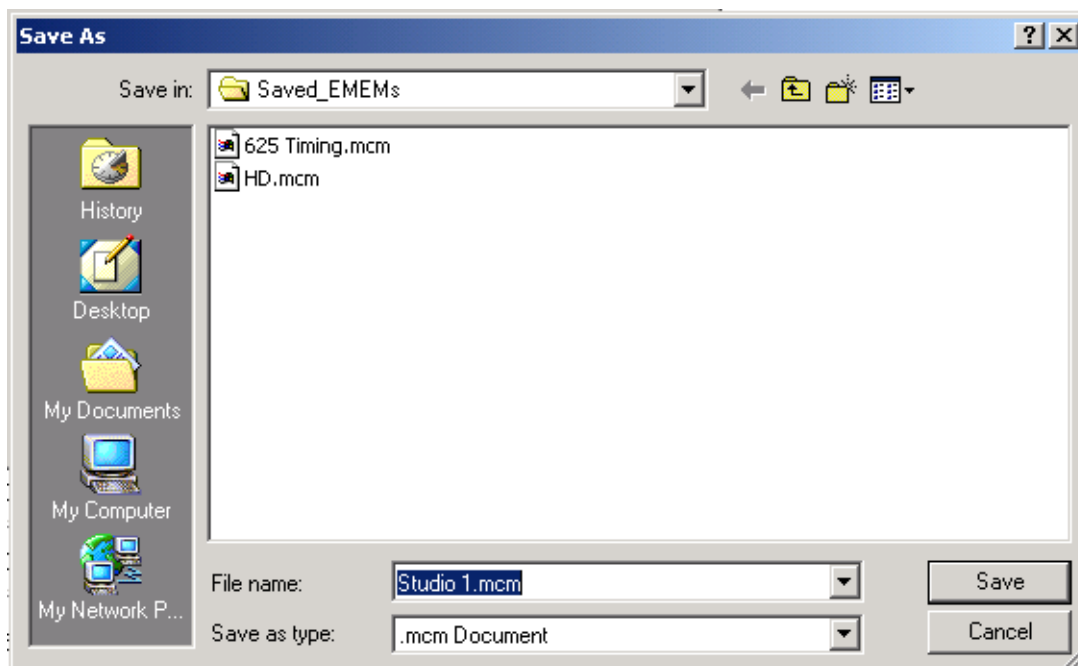 Save As
Save in: Saved_EMEMs
625 Timing.mcm
HD.mcm
History
Desktop
My Documents
My Computer
My Network P...
File name: Studio 1.mcm Save
Save as type: .mcm Document Cancel